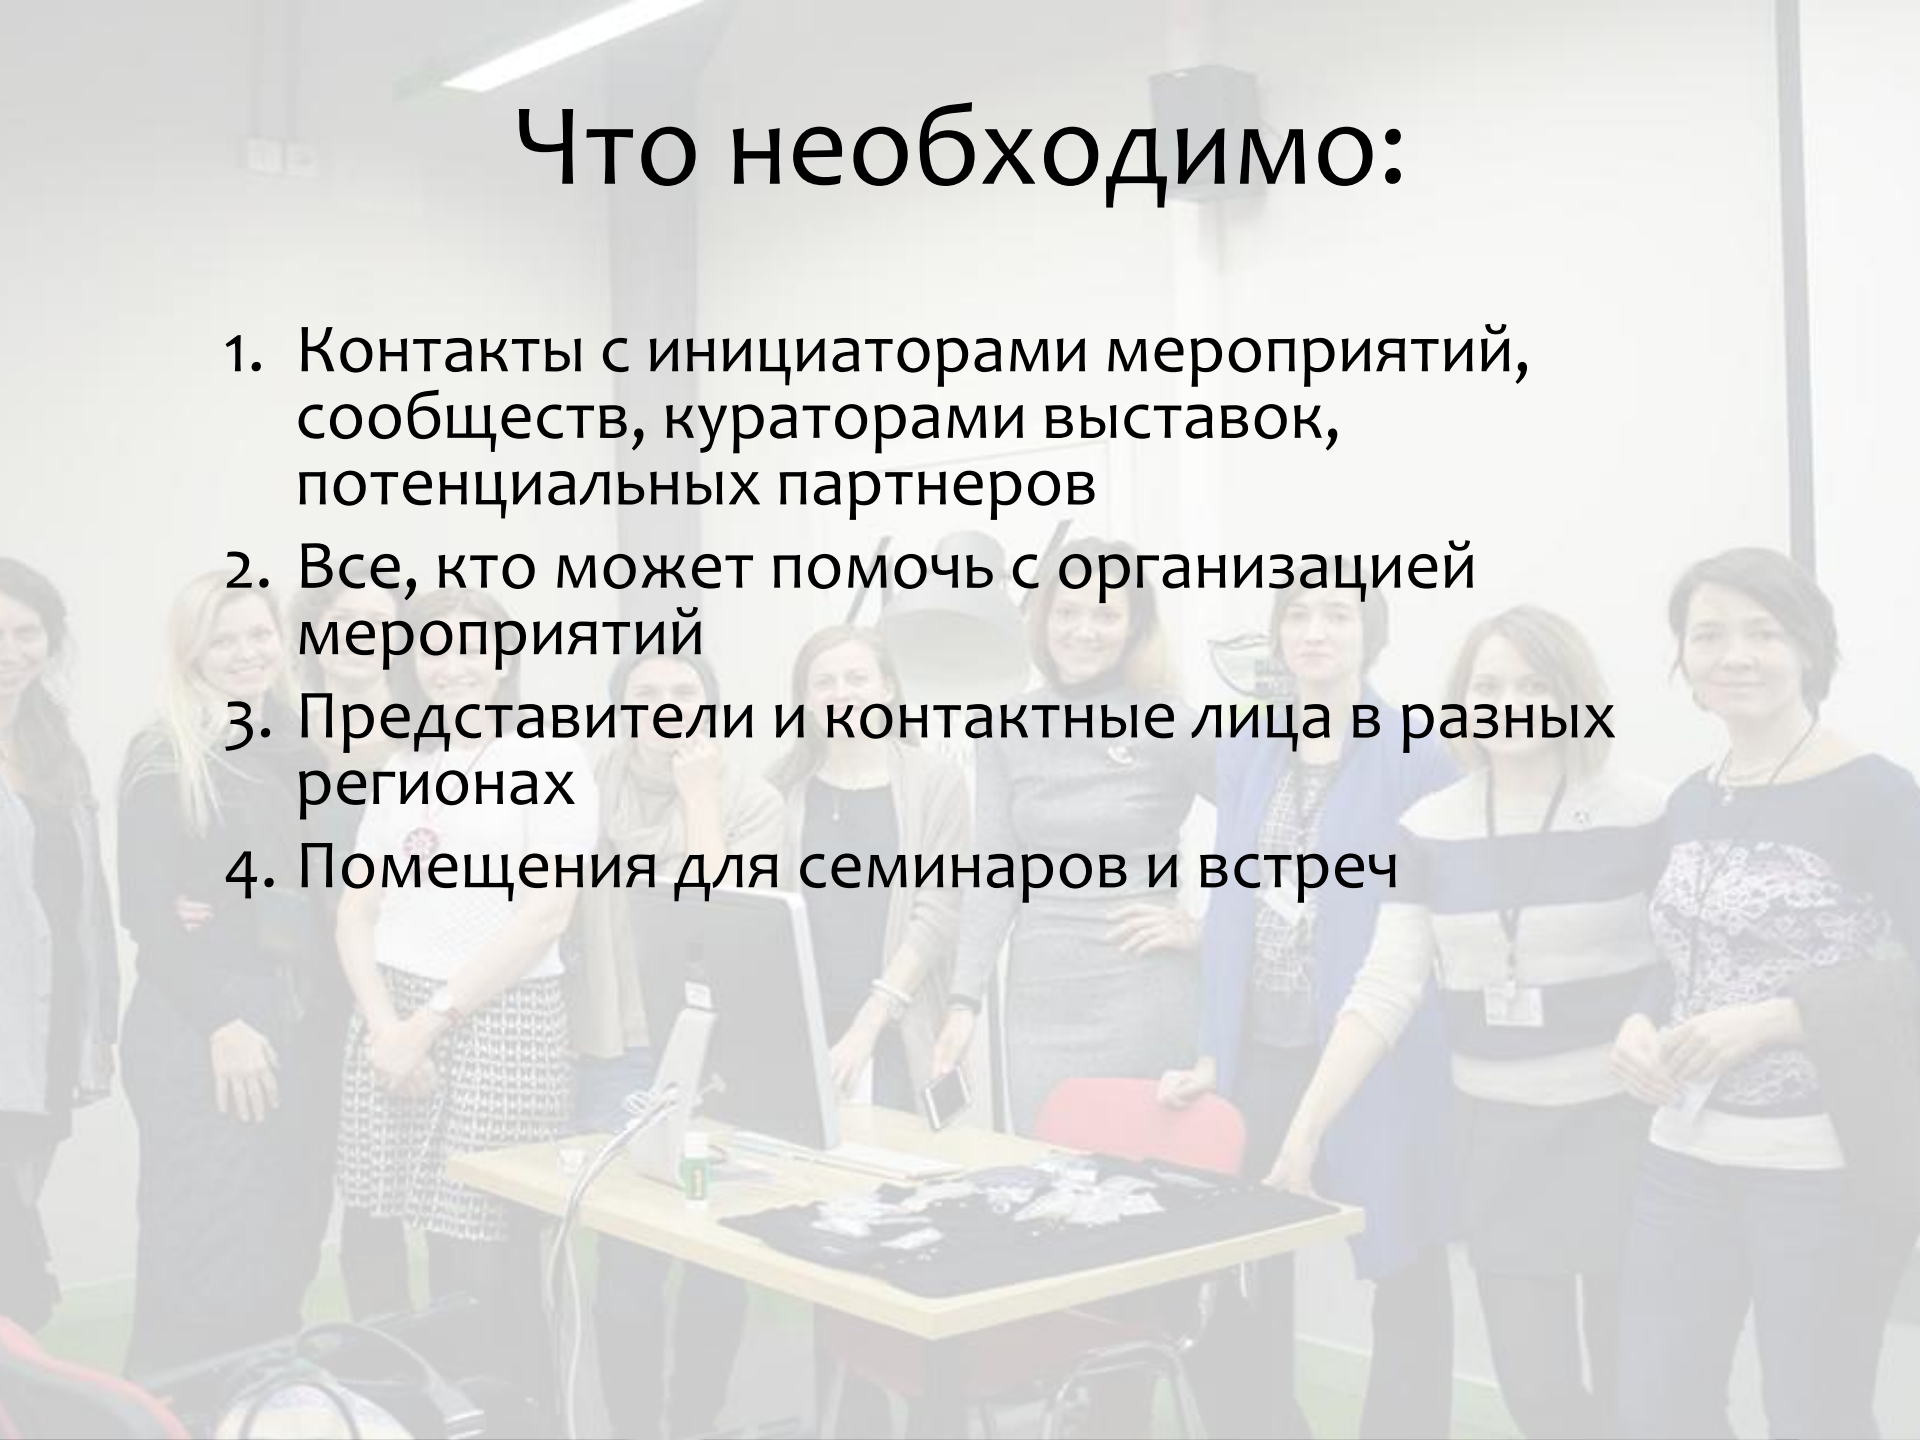 Что необходимо:
1. Контакты с инициаторами мероприятий,
сообществ, кураторами выставок,
потенциальных партнеров
2. Все, кто может помочь с организацией
мероприятий
3. Представители и контактные лица в разных
регионах
4. Помещения для семинаров и встреч